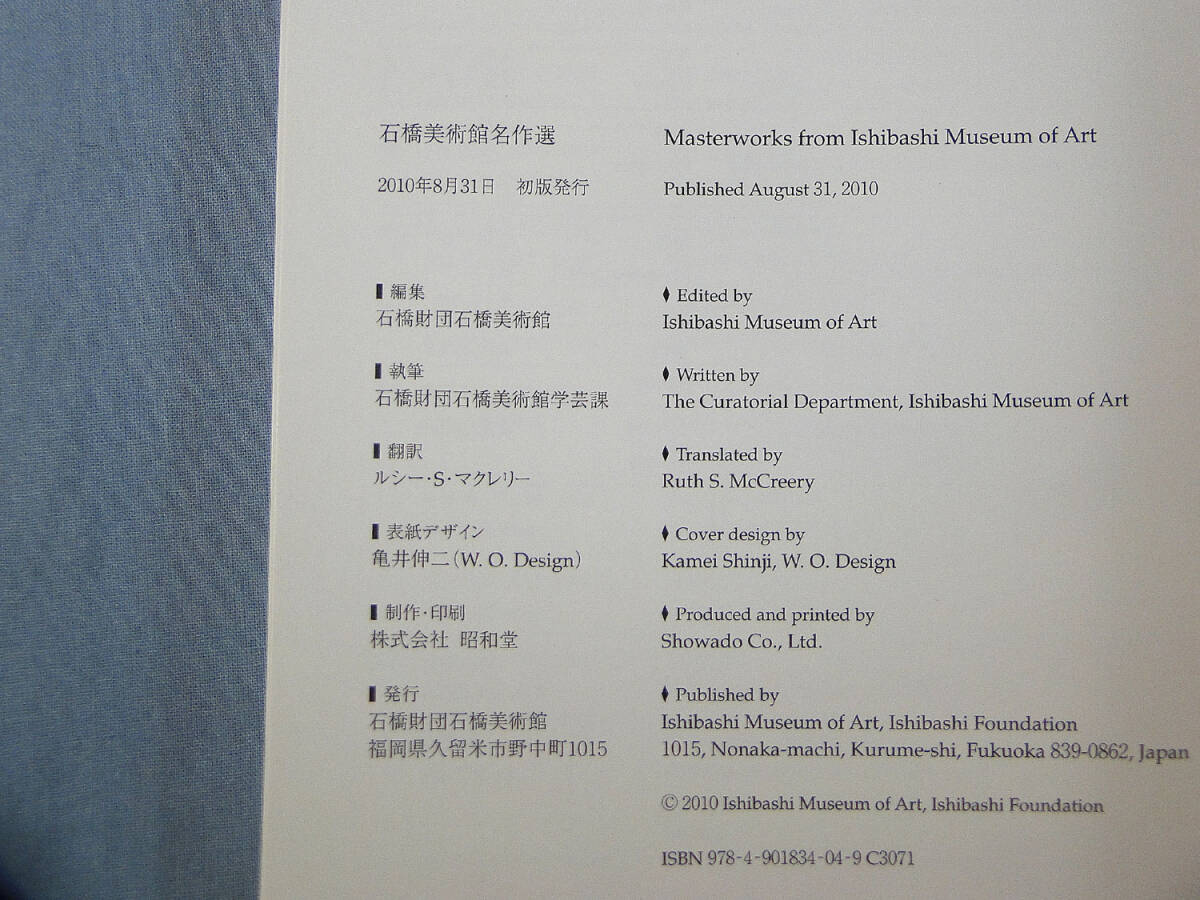 石橋美術館名作選
2010年8月31日 初版発行
▌編集
石橋財団石橋美術館
▌執筆
石橋財団石橋美術館学芸課
▌翻訳
ルシー・S・マクレリー
▌表紙デザイン
亀井伸二（W. O. Design）
▌制作・印刷
株式会社 昭和堂
▌発行
石橋財団石橋美術館
福岡県久留米市野中町1015
Masterworks from Ishibashi Museum of Art
Published August 31, 2010
♦ Edited by
Ishibashi Museum of Art
♦ Written by
The Curatorial Department, Ishibashi Museum of Art
♦ Translated by
Ruth S. McCreery
♦ Cover design by
Kamei Shinji, W. O. Design
♦ Produced and printed by
Showado Co., Ltd.
♦ Published by
Ishibashi Museum of Art, Ishibashi Foundation
1015, Nonaka-machi, Kurume-shi, Fukuoka 839-0862, Japan
© 2010 Ishibashi Museum of Art, Ishibashi Foundation
ISBN 978-4-901834-04-9 C3071